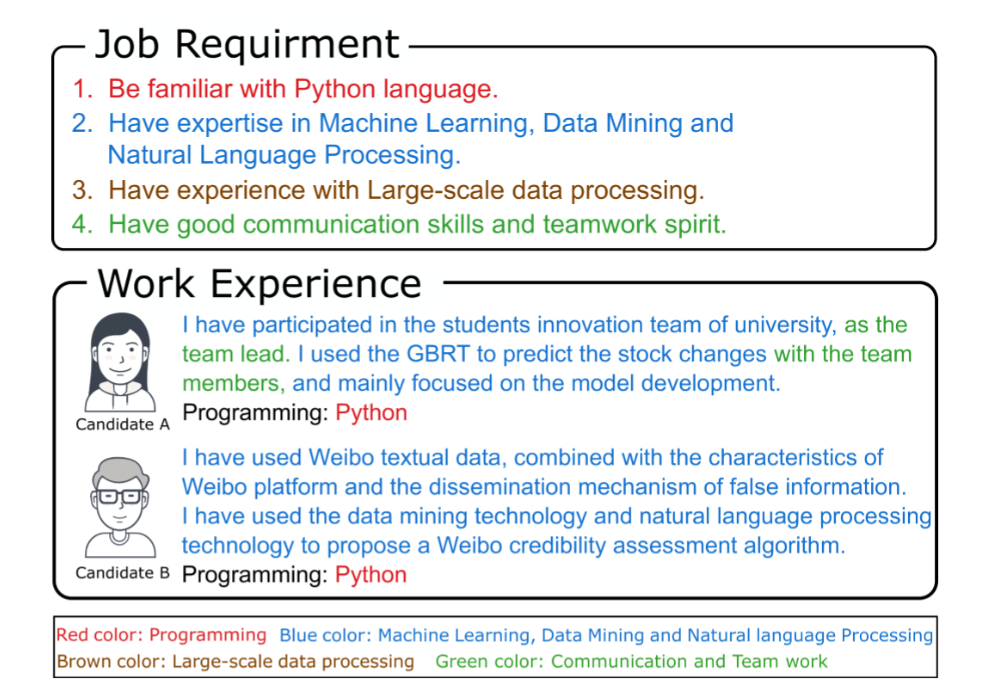 Job Requirment
1. Be familiar with Python language.
2. Have expertise in Machine Learning, Data Mining and
Natural Language Processing.
3. Have experience with Large-scale data processing.
4. Have good communication skills and teamwork spirit.
Work Experience
I have participated in the students innovation team of university, as the
team lead. I used the GBRT to predict the stock changes with the team
members, and mainly focused on the model development.
Programming: Python
Candidate A
I have used Weibo textual data, combined with the characteristics of
Weibo platform and the dissemination mechanism of false information.
I have used the data mining technology and natural language processing
technology to propose a Weibo credibility assessment algorithm.
Programming: Python
Candidate B
Red color: Programming Blue color: Machine Learning, Data Mining and Natural language Processing
Brown color: Large-scale data processing Green color: Communication and Team work